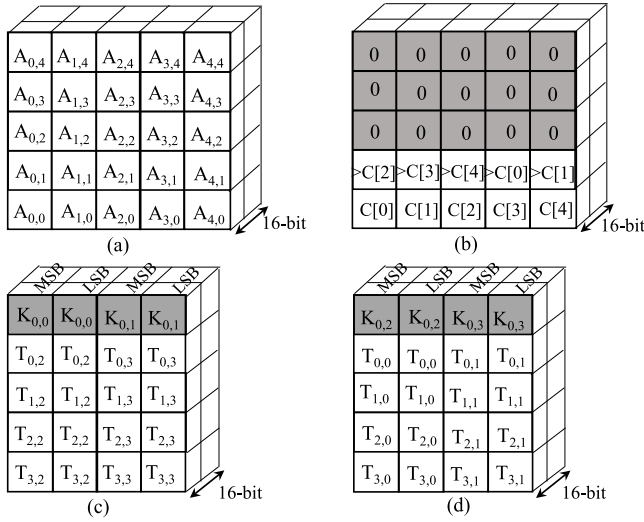 A0,4 A1,4 A2,4 A3,4 A4,4
A0,3 A1,3 A2,3 A3,3 A4,3
A0,2 A1,2 A2,2 A3,2 A4,2
A0,1 A1,1 A2,1 A3,1 A4,1
A0,0 A1,0 A2,0 A3,0 A4,0
16-bit
(a)
0 0 0 0 0
0 0 0 0 0
0 0 0 0 0
>C[2] >C[3] >C[4] >C[0] >C[1]
C[0] C[1] C[2] C[3] C[4]
16-bit
(b)
MSB LSB MSB LSB
K0,0 K0,0 K0,1 K0,1
T0,2 T0,2 T0,3 T0,3
T1,2 T1,2 T1,3 T1,3
T2,2 T2,2 T2,3 T2,3
T3,2 T3,2 T3,3 T3,3
16-bit
(c)
MSB LSB MSB LSB
K0,2 K0,2 K0,3 K0,3
T0,0 T0,0 T0,1 T0,1
T1,0 T1,0 T1,1 T1,1
T2,0 T2,0 T2,1 T2,1
T3,0 T3,0 T3,1 T3,1
16-bit
(d)